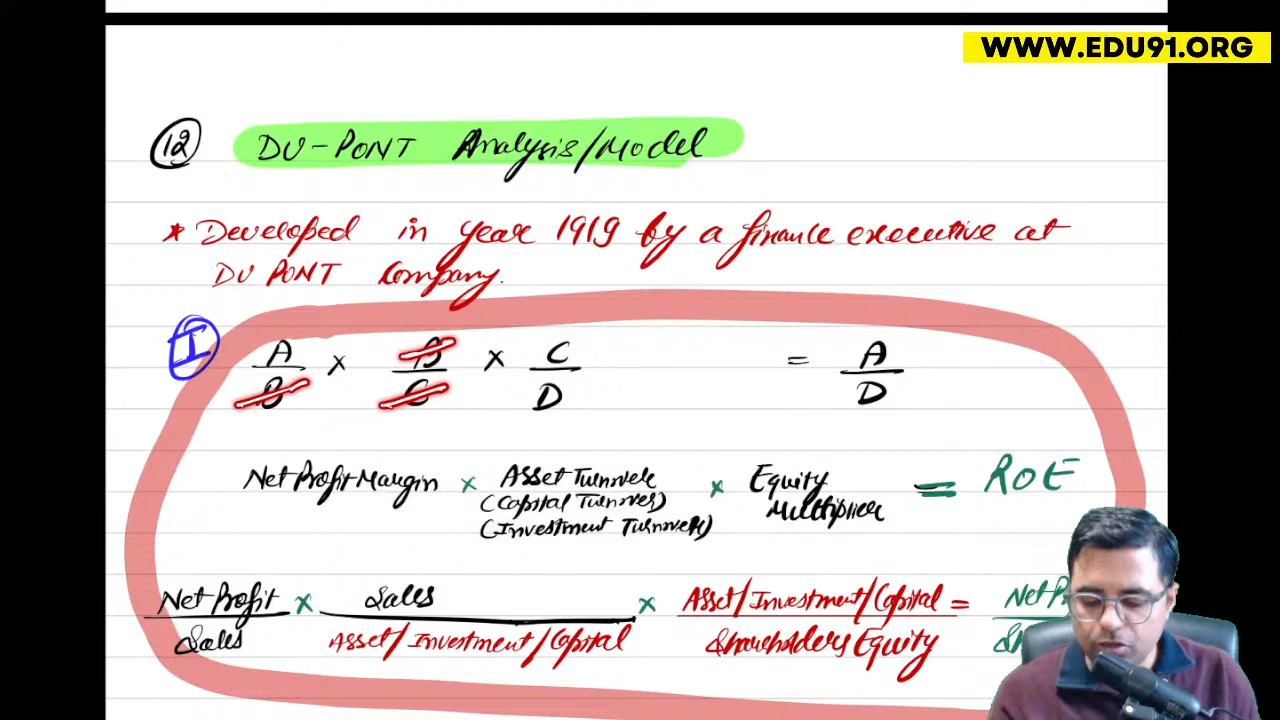 WWW.EDU91.ORG
12 DU-PONT Analysis/Model
* Developed in year 1919 by a finance executive at
DU PONT Company.
I
A/B × B/C × C/D = A/D
Net Profit Margin × Asset Turnover × Equity = ROE
(Capital Turnover) Multiplier
(Investment Turnover)
Net Profit × Sales × Asset/Investment/Capital = Net
Sales Asset/Investment/Capital Shareholders Equity